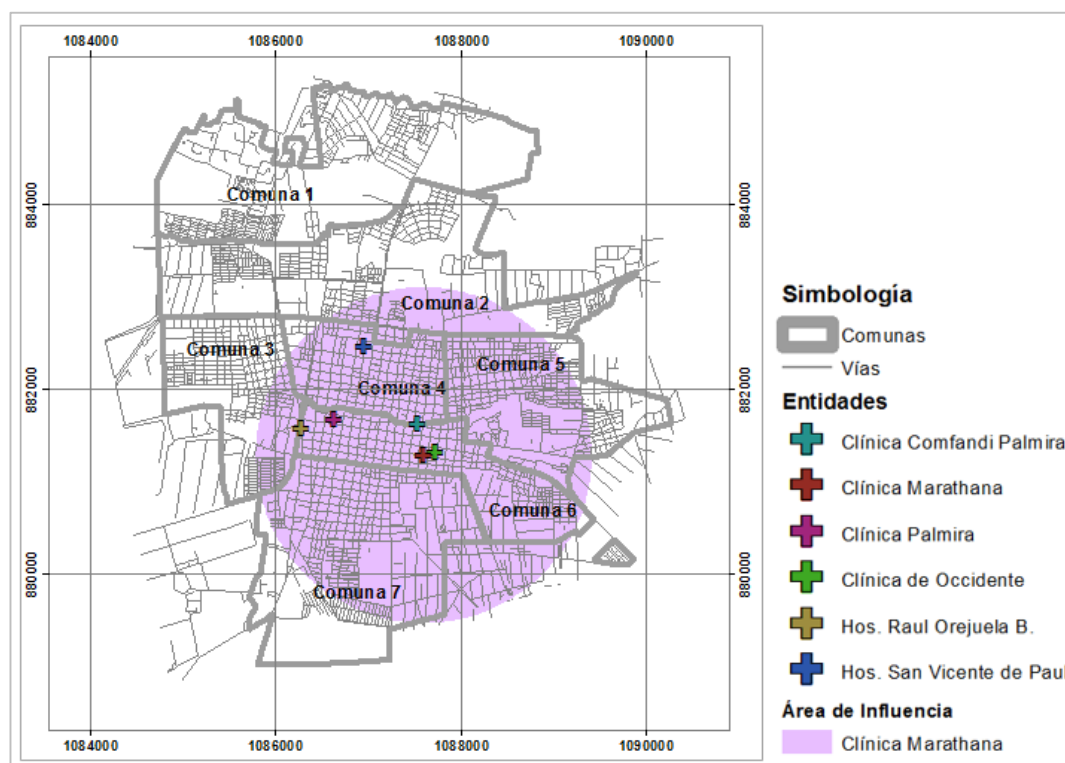 1084000 1086000 1088000 1090000
884000 884000
Comuna 1
Comuna 2
Comuna 3
Comuna 5
882000 Comuna 4 882000
Comuna 6
880000 880000
Comuna 7
1084000 1086000 1088000 1090000
Simbología
Comunas
Vías
Entidades
Clínica Comfandi Palmira
Clínica Marathana
Clínica Palmira
Clínica de Occidente
Hos. Raul Orejuela B.
Hos. San Vicente de Paul
Área de Influencia
Clínica Marathana